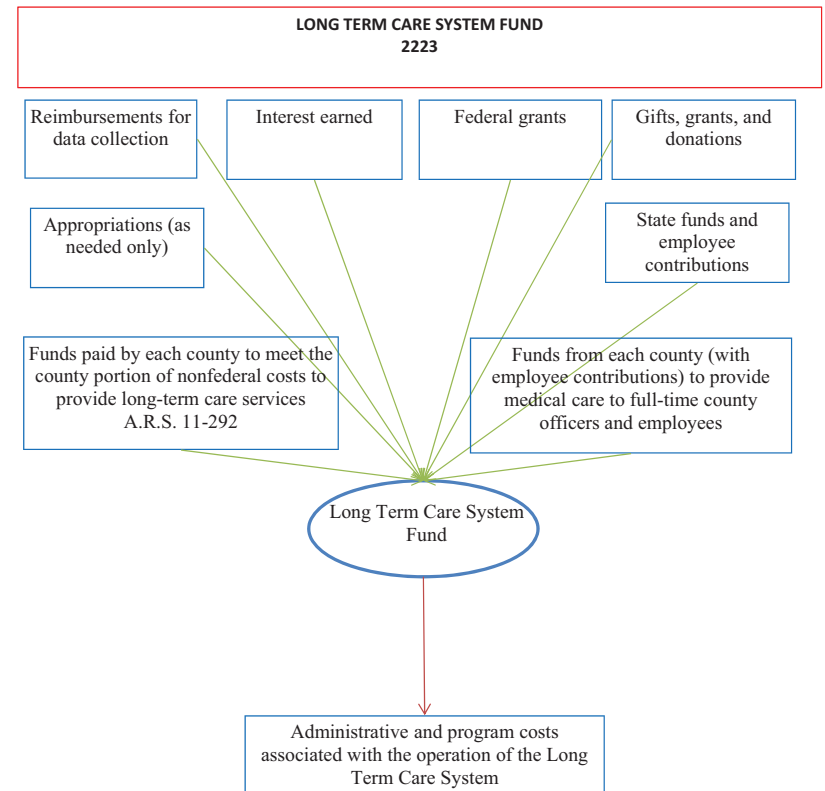 LONG TERM CARE SYSTEM FUND
2223
Reimbursements for
data collection
Interest earned
Federal grants
Gifts, grants, and
donations
Appropriations (as
needed only)
State funds and
employee
contributions
Funds paid by each county to meet the
county portion of nonfederal costs to
provide long-term care services
A.R.S. 11-292
Funds from each county (with
employee contributions) to provide
medical care to full-time county
officers and employees
Long Term Care System
Fund
Administrative and program costs
associated with the operation of the Long
Term Care System